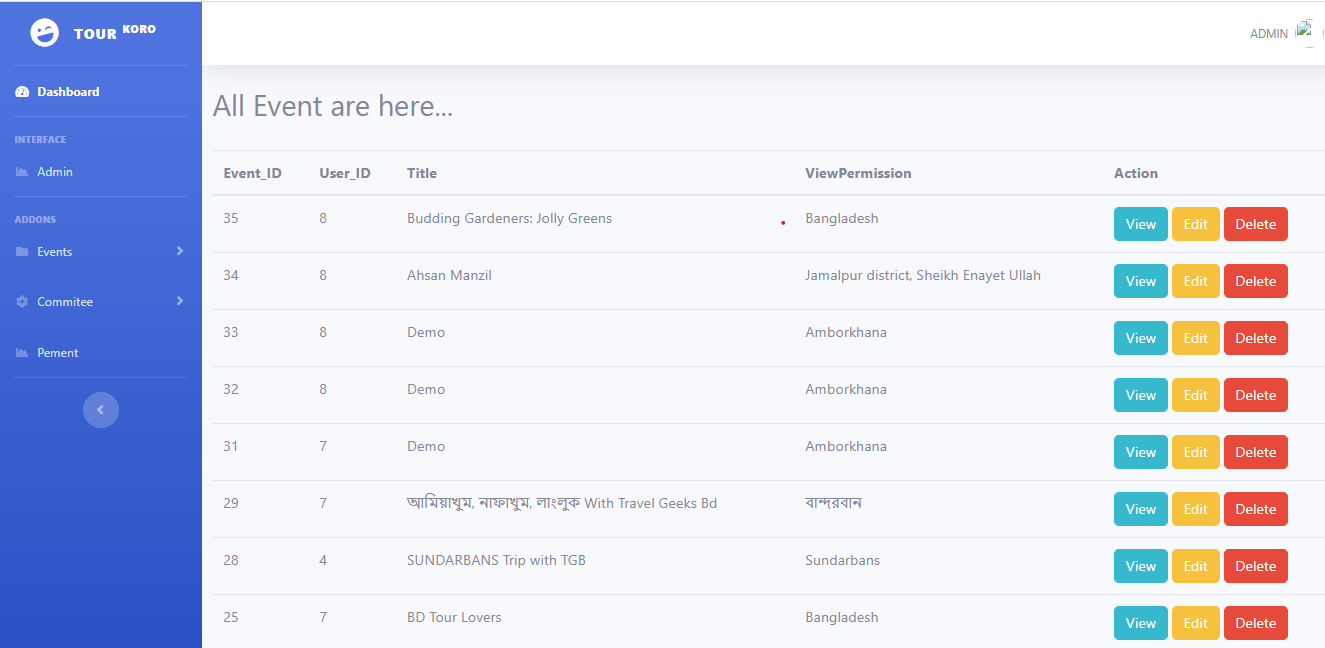 TOUR KORO
ADMIN
Dashboard
INTERFACE
Admin
ADDONS
Events
Commitee
Pement
All Event are here...
Event_ID User_ID Title ViewPermission Action
35 8 Budding Gardeners: Jolly Greens Bangladesh View Edit Delete
34 8 Ahsan Manzil Jamalpur district, Sheikh Enayet Ullah View Edit Delete
33 8 Demo Amborkhana View Edit Delete
32 8 Demo Amborkhana View Edit Delete
31 7 Demo Amborkhana View Edit Delete
29 7 আমিয়াখুম, নাফাখুম, লাংলুক With Travel Geeks Bd বান্দরবান View Edit Delete
28 4 SUNDARBANS Trip with TGB Sundarbans View Edit Delete
25 7 BD Tour Lovers Bangladesh View Edit Delete